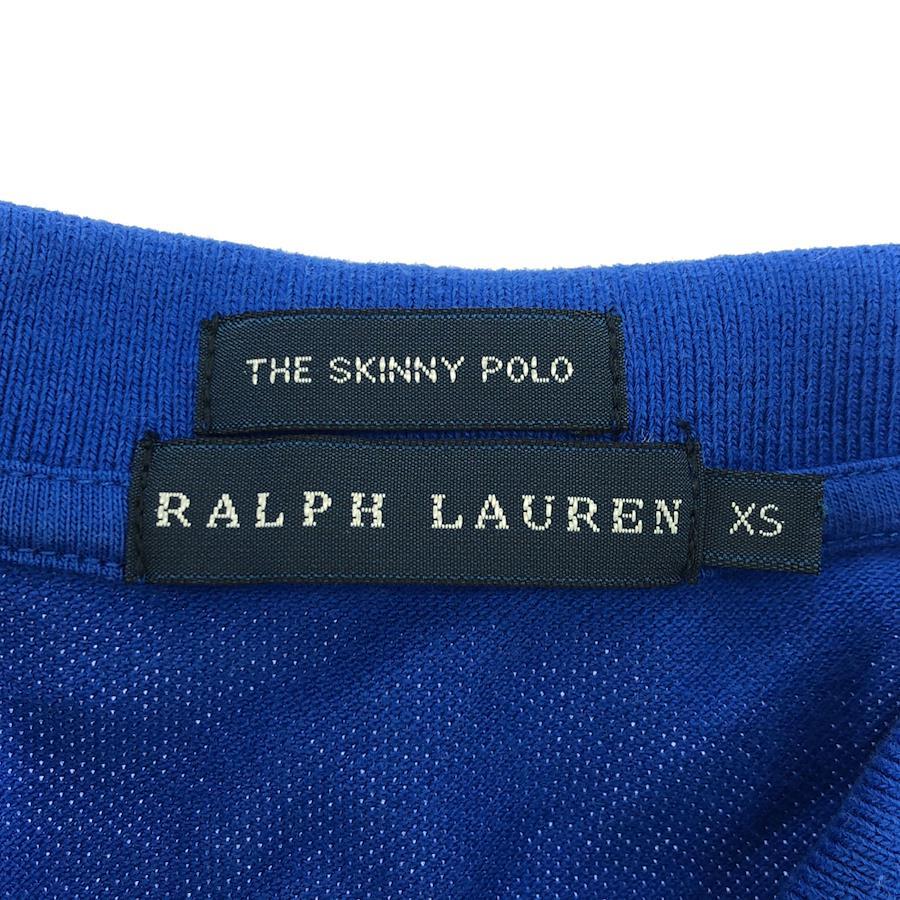 THE SKINNY POLO
RALPH LAUREN
XS